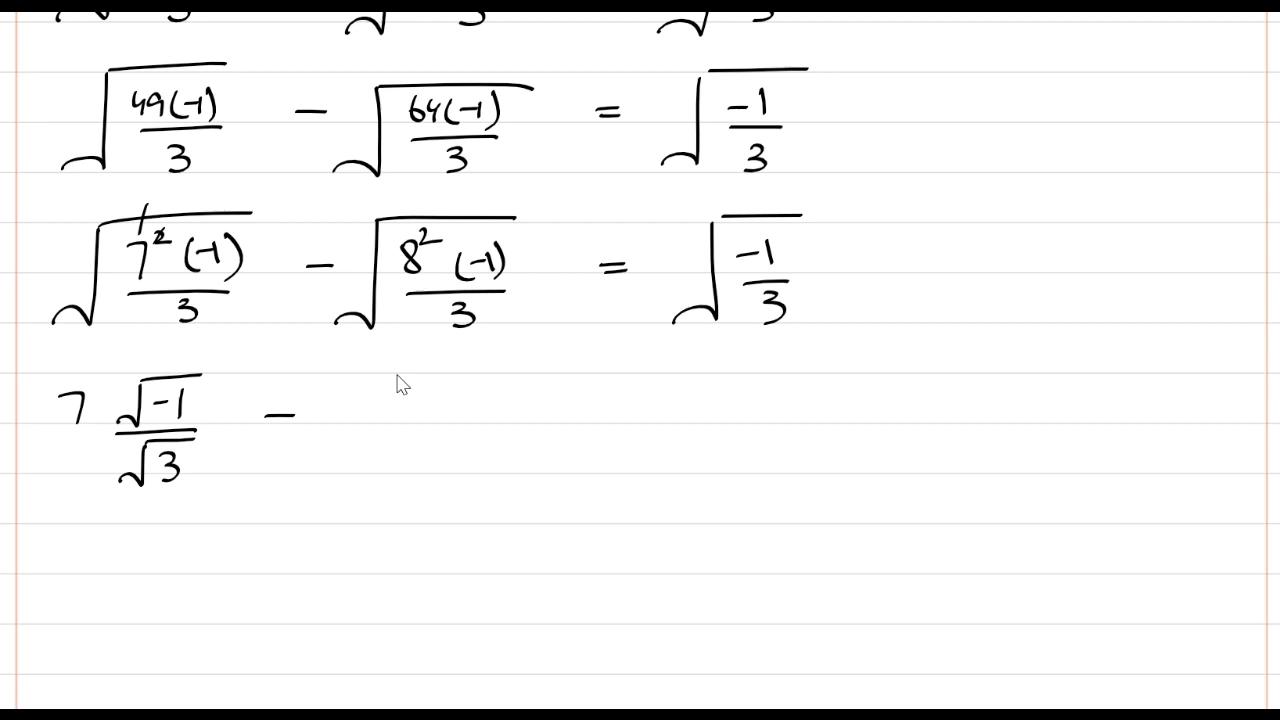 √(49(-1)/3) - √(64(-1)/3) = √(-1/3)
√(7²(-1)/3) - √(8²(-1)/3) = √(-1/3)
7 √-1/√3 -